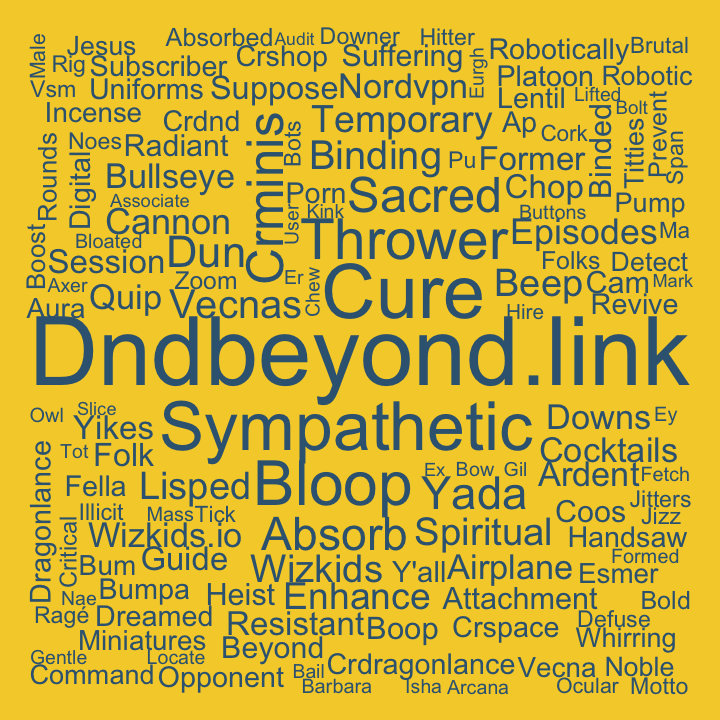 Male
Jesus
Absorbed
Audit
Downer
Hitter
Rig
Subscriber
Crshop
Suffering
Eurgh
Robotically
Brutal
Vsm
Uniforms
Suppose
Nordvpn
Platoon
Robotic
Incense
Lentil
Lifted
Bolt
Rounds
Noes
Crdnd
Radiant
Crminis
Bots
Temporary
Ap
Cork
Binded
Titties
Prevent
Span
Digital
Bullseye
Binding
Pu
Former
Associate
Porn
Sacred
Chop
Pump
Cannon
User
Kink
Buttons
Boost
Bloated
Dun
Thrower
Episodes
Ma
Session
Folks
Detect
Axer
Zoom
Er
Chew
Cure
Beep
Cam
Mark
Aura
Quip
Vecnas
Hire
Revive
Dndbeyond.link
Owl
Slice
Yikes
Sympathetic
Downs
Ey
Dragonlance
Tot
Folk
Cocktails
Fella
Lisped
Bloop
Ex
Bow
Gil
Yada
Ardent
Fetch
Illicit
Mass
Tick
Coos
Jitters
Jizz
Critical
Wizkids.io
Absorb
Spiritual
Handsaw
Bum
Guide
Wizkids
Y'all
Airplane
Formed
Esmer
Nae
Bumpa
Heist
Enhance
Attachment
Bold
Rage
Dreamed
Resistant
Boop
Crspace
Defuse
Miniatures
Beyond
Whirring
Gentle
Locate
Command
Opponent
Bail
Crdragonlance
Vecna
Noble
Barbara
Isha
Arcana
Ocular
Motto